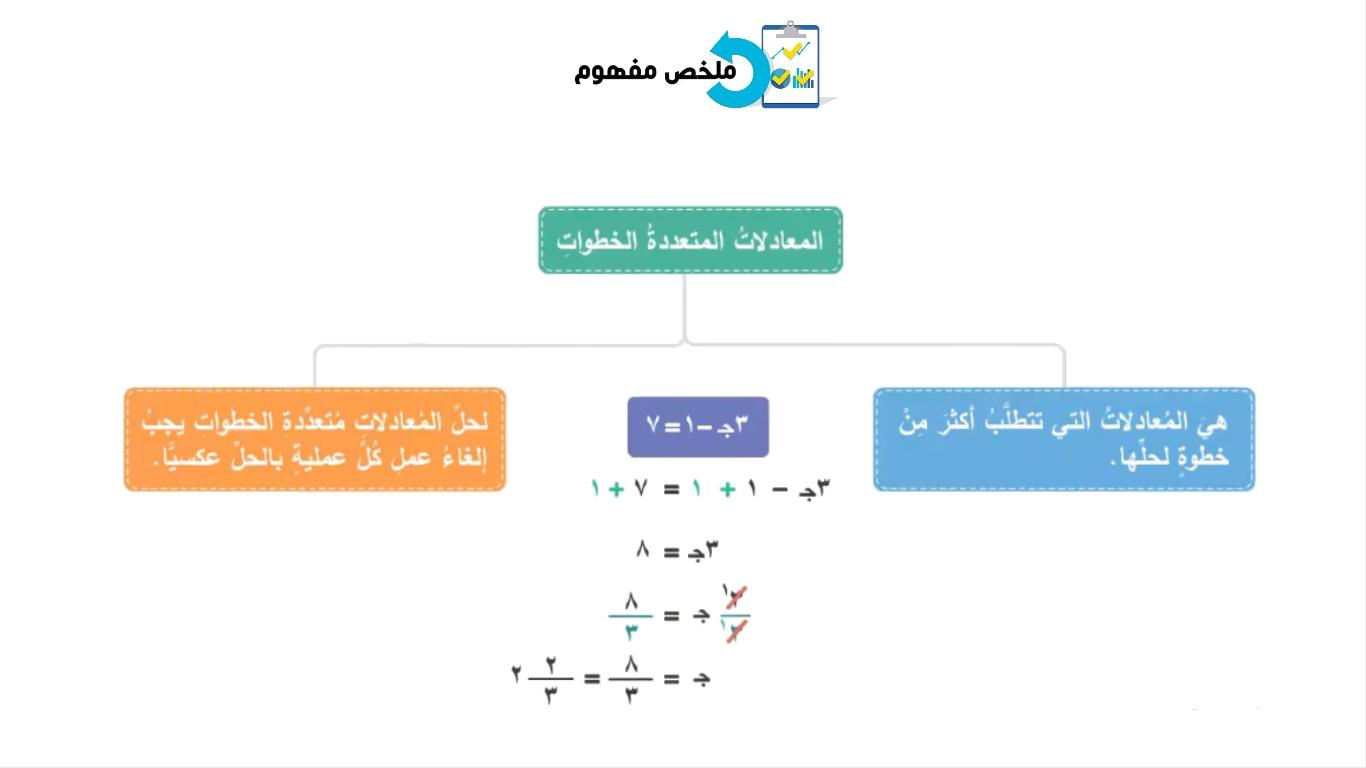 ملخص مفهوم
المعادلاتُ المتعددةُ الخطواتِ
هيَ المُعادلاتُ التي تتطلَّبُ أكثرَ مِنْ
خطوةٍ لحلِّها.
٣جـ – ١ = ٧
٣جـ – ١ + ١ = ٧ + ١
٣جـ = ٨
٣/٣ جـ = ٨/٣
جـ = ٨/٣ = ٢ ٢/٣
لحلِّ المُعادلاتِ مُتعدِّدةِ الخطواتِ يجبُ
إلغاءُ عملِ كُلِّ عمليةٍ بالحلِّ عكسيًّا.